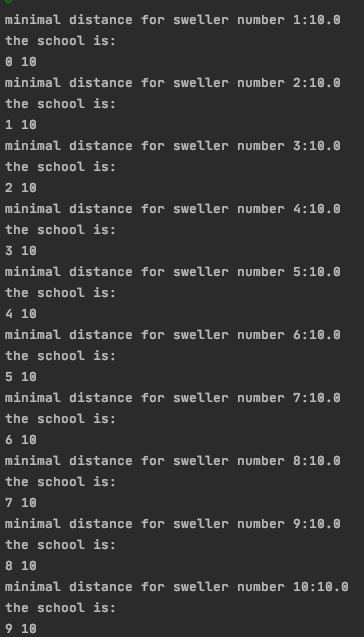 minimal distance for sweller number 1:10.0
the school is:
0 10
minimal distance for sweller number 2:10.0
the school is:
1 10
minimal distance for sweller number 3:10.0
the school is:
2 10
minimal distance for sweller number 4:10.0
the school is:
3 10
minimal distance for sweller number 5:10.0
the school is:
4 10
minimal distance for sweller number 6:10.0
the school is:
5 10
minimal distance for sweller number 7:10.0
the school is:
6 10
minimal distance for sweller number 8:10.0
the school is:
7 10
minimal distance for sweller number 9:10.0
the school is:
8 10
minimal distance for sweller number 10:10.0
the school is:
9 10